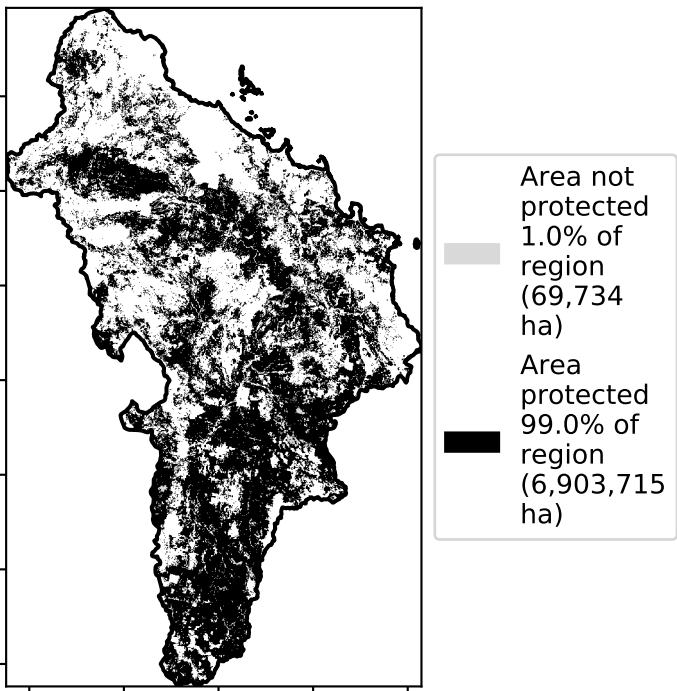 Area not
protected
1.0% of
region
(69,734
ha)
Area
protected
99.0% of
region
(6,903,715
ha)